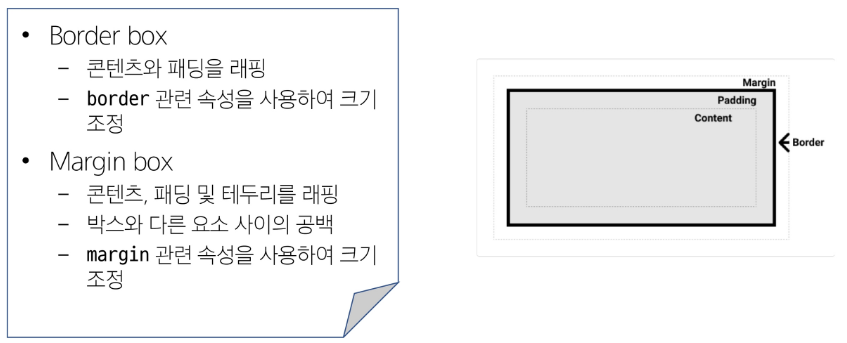 • Border box
– 콘텐츠와 패딩을 래핑
– border 관련 속성을 사용하여 크기
조정
• Margin box
– 콘텐츠, 패딩 및 테두리를 래핑
– 박스와 다른 요소 사이의 공백
– margin 관련 속성을 사용하여 크기
조정
Margin
Padding
Content
Border